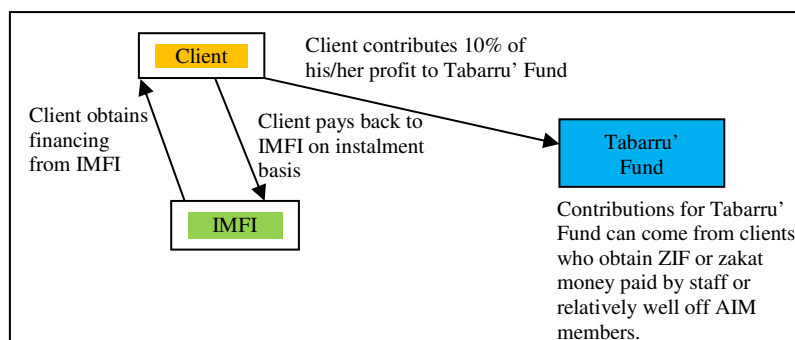 Client
Client contributes 10% of
his/her profit to Tabarru’ Fund
Client obtains
financing
from IMFI
Client pays back to
IMFI on instalment
basis
Tabarru’
Fund
IMFI
Contributions for Tabarru’
Fund can come from clients
who obtain ZIF or zakat
money paid by staff or
relatively well off AIM
members.